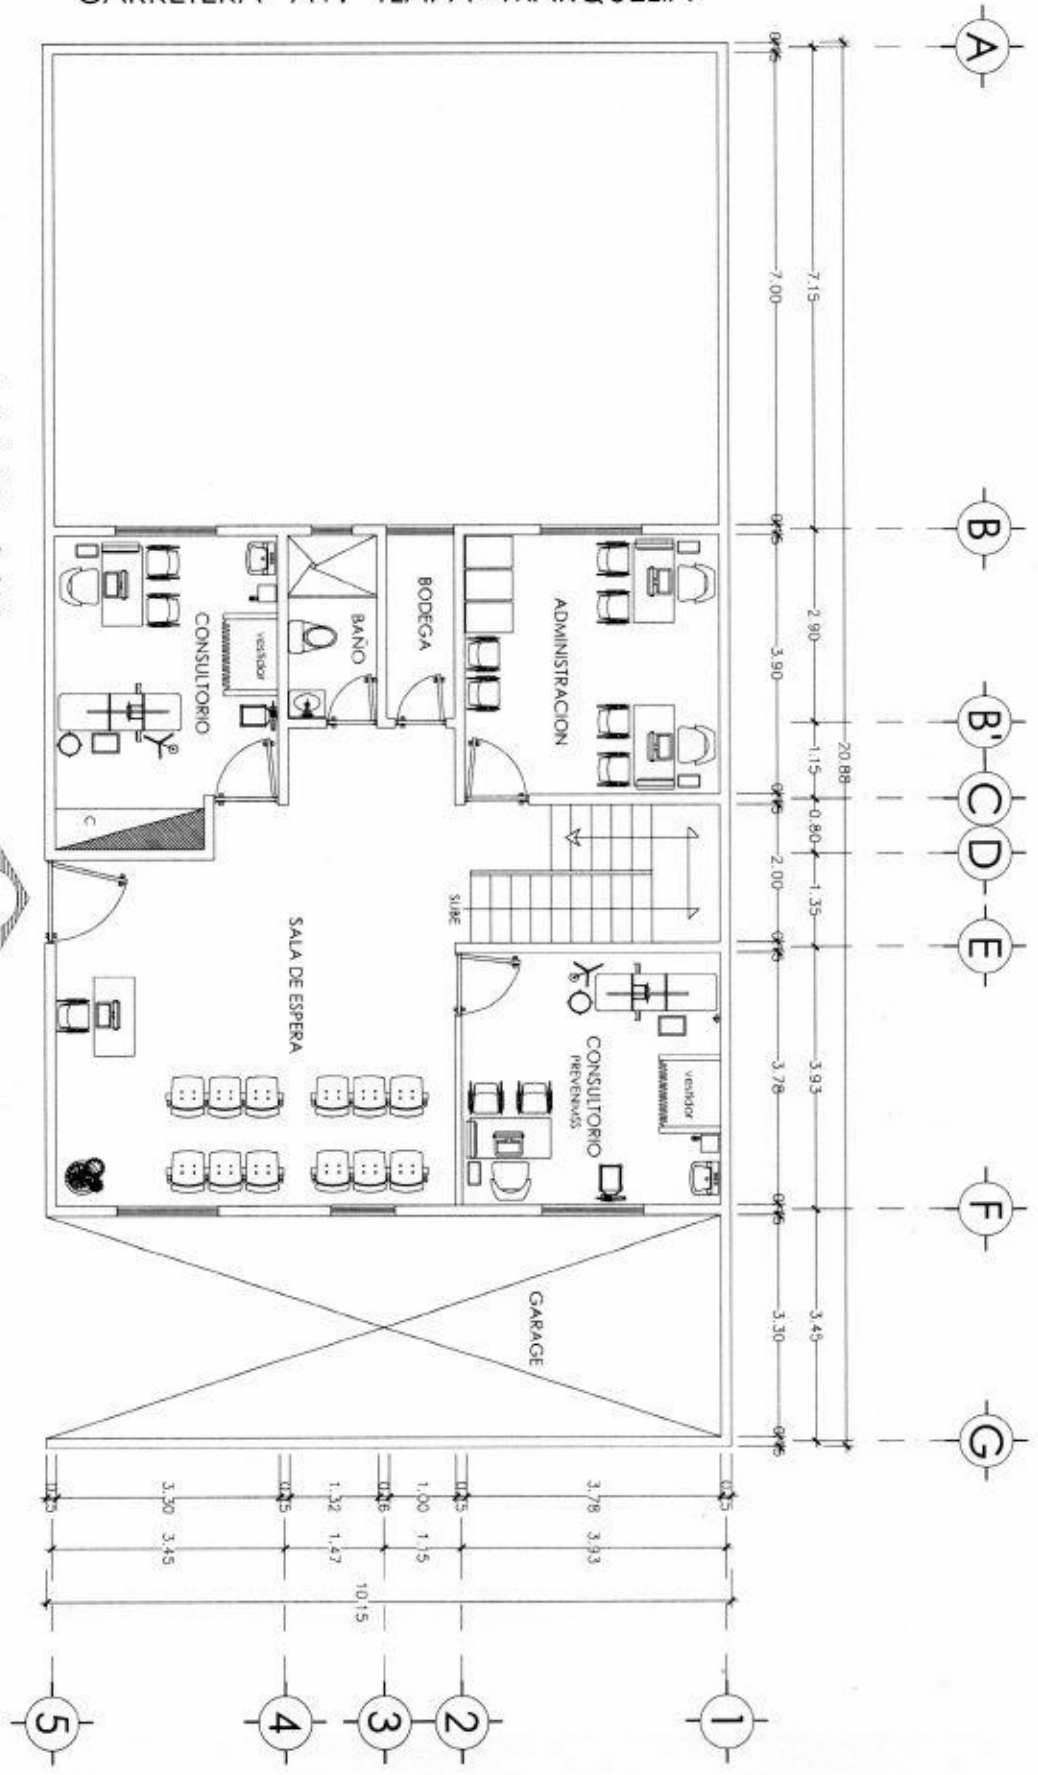 A
B
B'
C
D
E
F
G
20.88
7.15
2.90
1.15
0.80
1.35
3.93
3.45
7.00
3.90
2.00
3.78
3.30
ADMINISTRACION
BODEGA
BAÑO
vestidor
CONSULTORIO
C
SUBE
SALA DE ESPERA
CONSULTORIO
PREVENIMSS
vestidor
GARAGE
3.78
1.00
1.32
3.30
3.93
1.15
1.47
3.45
10.15
1
2
3
4
5